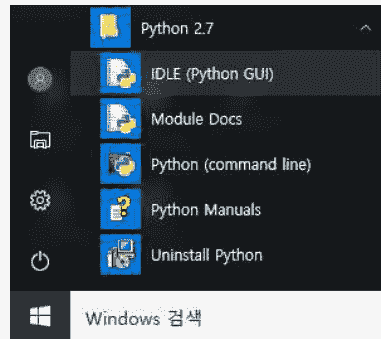 Python 2.7
IDLE (Python GUI)
Module Docs
Python (command line)
Python Manuals
Uninstall Python
Windows 검색